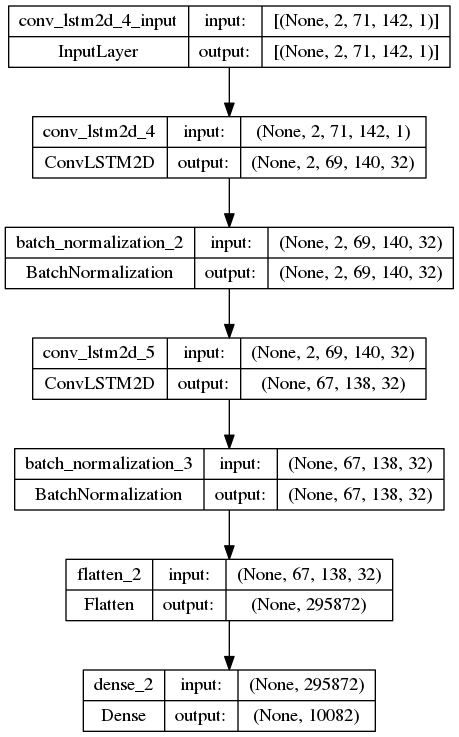 conv_lstm2d_4_input input: [(None, 2, 71, 142, 1)]
InputLayer output: [(None, 2, 71, 142, 1)]
conv_lstm2d_4 input: (None, 2, 71, 142, 1)
ConvLSTM2D output: (None, 2, 69, 140, 32)
batch_normalization_2 input: (None, 2, 69, 140, 32)
BatchNormalization output: (None, 2, 69, 140, 32)
conv_lstm2d_5 input: (None, 2, 69, 140, 32)
ConvLSTM2D output: (None, 67, 138, 32)
batch_normalization_3 input: (None, 67, 138, 32)
BatchNormalization output: (None, 67, 138, 32)
flatten_2 input: (None, 67, 138, 32)
Flatten output: (None, 295872)
dense_2 input: (None, 295872)
Dense output: (None, 10082)